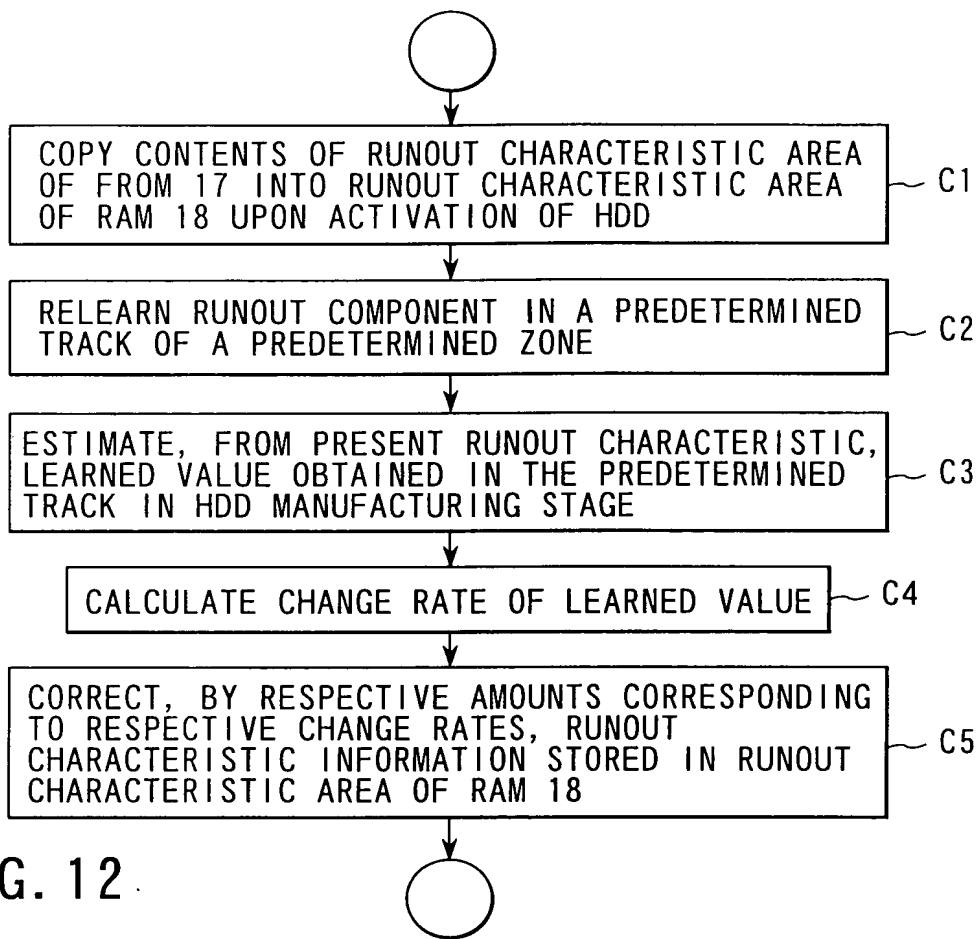 COPY CONTENTS OF RUNOUT CHARACTERISTIC AREA
OF FROM 17 INTO RUNOUT CHARACTERISTIC AREA
OF RAM 18 UPON ACTIVATION OF HDD
C1
RELEARN RUNOUT COMPONENT IN A PREDETERMINED
TRACK OF A PREDETERMINED ZONE
C2
ESTIMATE, FROM PRESENT RUNOUT CHARACTERISTIC,
LEARNED VALUE OBTAINED IN THE PREDETERMINED
TRACK IN HDD MANUFACTURING STAGE
C3
CALCULATE CHANGE RATE OF LEARNED VALUE
C4
CORRECT, BY RESPECTIVE AMOUNTS CORRESPONDING
TO RESPECTIVE CHANGE RATES, RUNOUT
CHARACTERISTIC INFORMATION STORED IN RUNOUT
CHARACTERISTIC AREA OF RAM 18
C5
G. 12